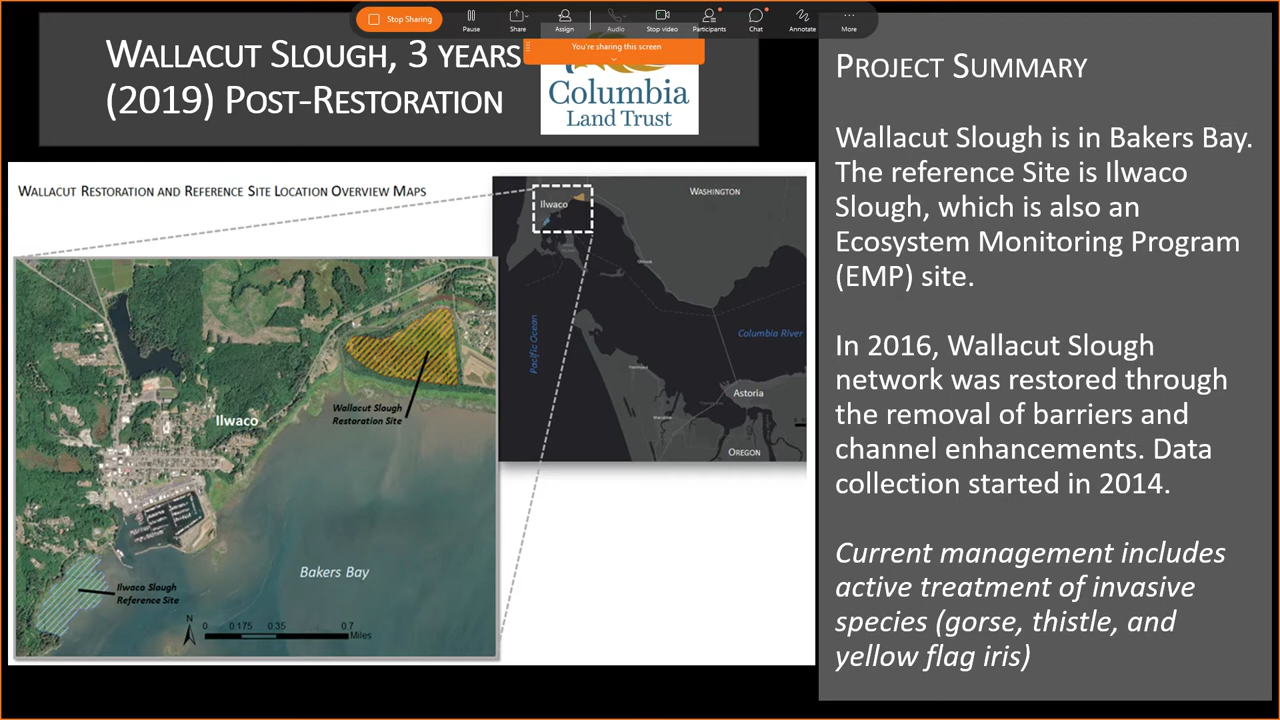 Stop Sharing
Pause
Share
Assign
Audio
Stop video
Participants
Chat
Annotate
More
You're sharing this screen
WALLACUT SLOUGH, 3 YEARS
(2019) POST-RESTORATION
Columbia
Land Trust
WALLACUT RESTORATION AND REFERENCE SITE LOCATION OVERVIEW MAPS
WASHINGTON
Ilwaco
Pacific Ocean
Columbia River
Astoria
OREGON
Ilwaco
Wallacut Slough
Restoration Site
Bakers Bay
Ilwaco Slough
Reference Site
N
0 0.175 0.35 0.7
Miles
PROJECT SUMMARY
Wallacut Slough is in Bakers Bay.
The reference Site is Ilwaco
Slough, which is also an
Ecosystem Monitoring Program
(EMP) site.
In 2016, Wallacut Slough
network was restored through
the removal of barriers and
channel enhancements. Data
collection started in 2014.
Current management includes
active treatment of invasive
species (gorse, thistle, and
yellow flag iris)